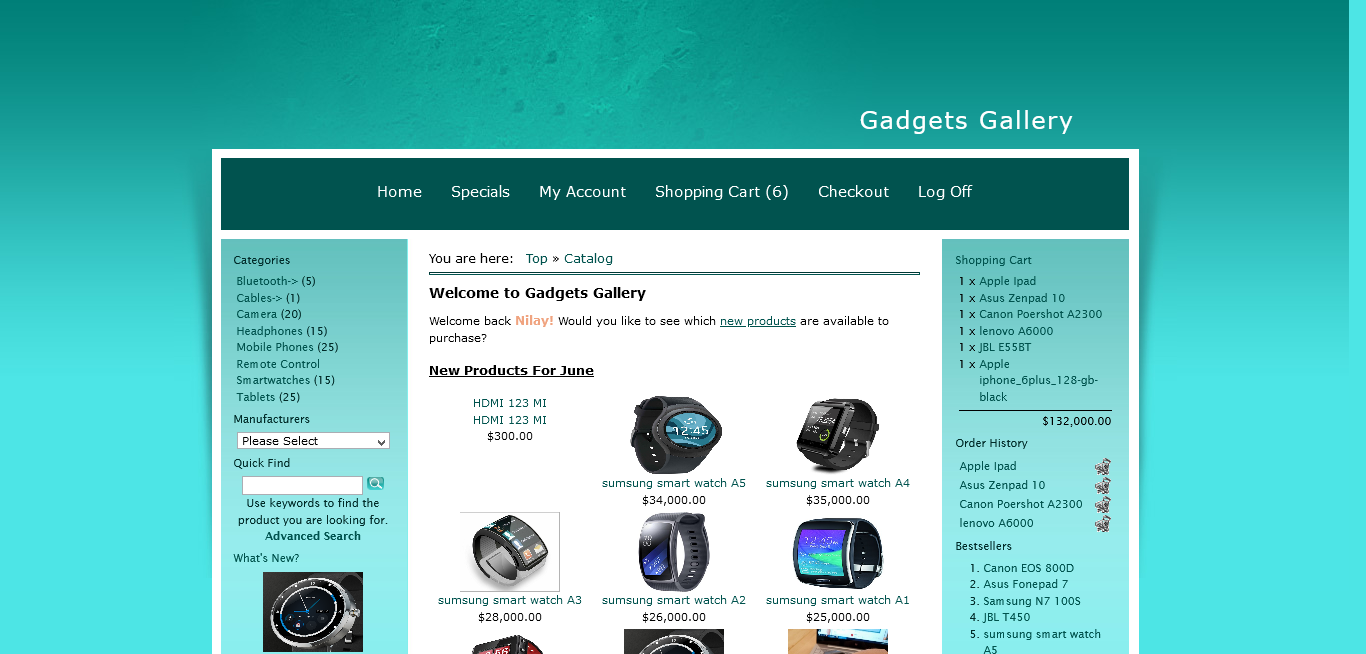 Gadgets Gallery
Home Specials My Account Shopping Cart (6) Checkout Log Off
Categories
Bluetooth-> (5)
Cables-> (1)
Camera (20)
Headphones (15)
Mobile Phones (25)
Remote Control
Smartwatches (15)
Tablets (25)
Manufacturers
Please Select
Quick Find
Use keywords to find the
product you are looking for.
Advanced Search
What's New?
You are here: Top » Catalog
Welcome to Gadgets Gallery
Welcome back Nilay! Would you like to see which new products are available to
purchase?
New Products For June
HDMI 123 MI
HDMI 123 MI
$300.00
12:45
sumsung smart watch A5
$34,000.00
sumsung smart watch A4
$35,000.00
sumsung smart watch A3
$28,000.00
sumsung smart watch A2
$26,000.00
sumsung smart watch A1
$25,000.00
Shopping Cart
1 x Apple Ipad
1 x Asus Zenpad 10
1 x Canon Poershot A2300
1 x lenovo A6000
1 x JBL E55BT
1 x Apple
iphone_6plus_128-gb-
black
$132,000.00
Order History
Apple Ipad
Asus Zenpad 10
Canon Poershot A2300
lenovo A6000
Bestsellers
1. Canon EOS 800D
2. Asus Fonepad 7
3. Samsung N7 100S
4. JBL T450
5. sumsung smart watch
A5